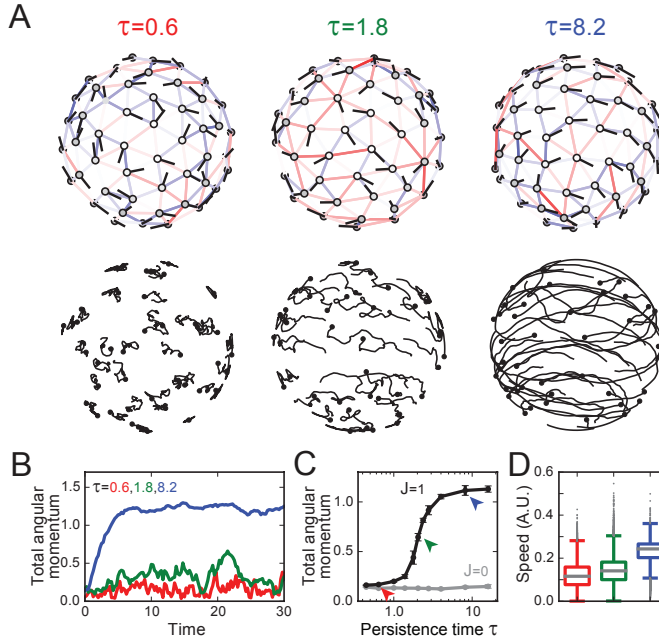 A
τ=0.6
τ=1.8
τ=8.2
B
τ=0.6,1.8,8.2
1.5
1.0
0.5
0.0
0
10
20
30
Total angular
momentum
Time
C
J=1
J=0
1.0
0.5
0.0
1.0
10
Total angular
momentum
Persistence time τ
D
0.6
0.4
0.2
0.0
Speed (A.U.)